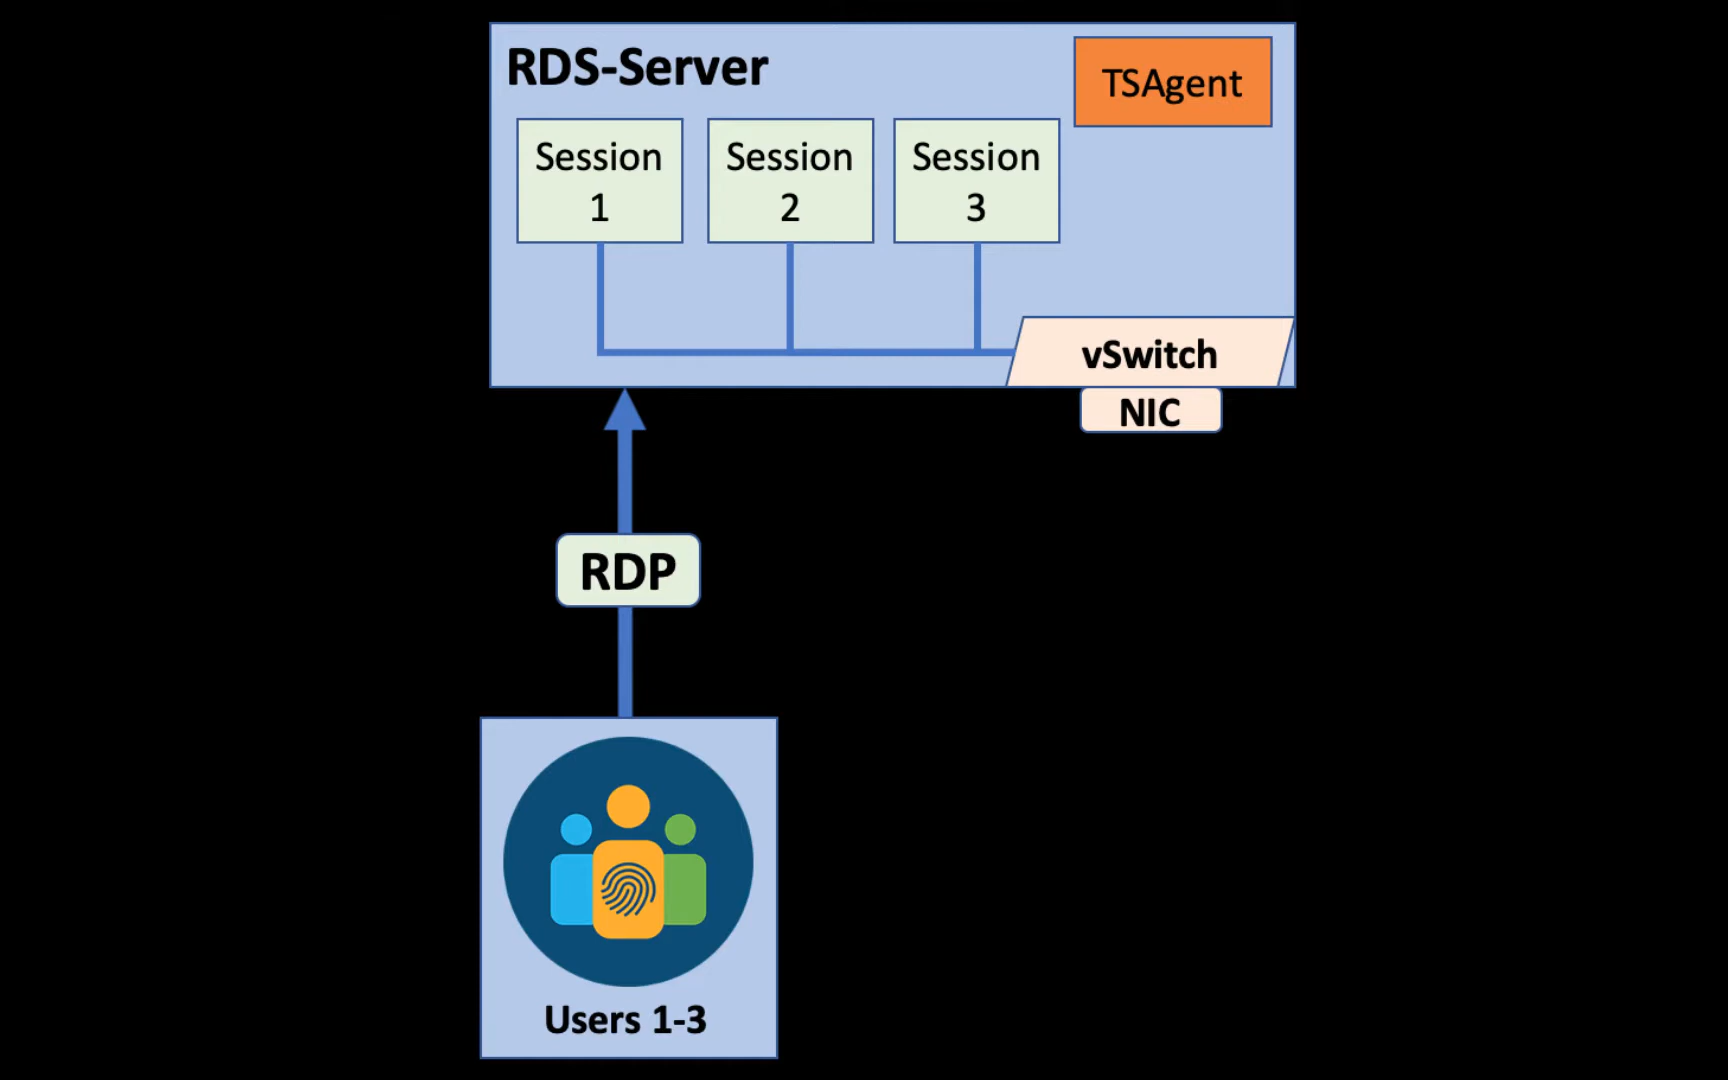 RDS-Server
TSAgent
Session
1
Session
2
Session
3
vSwitch
NIC
RDP
Users 1-3